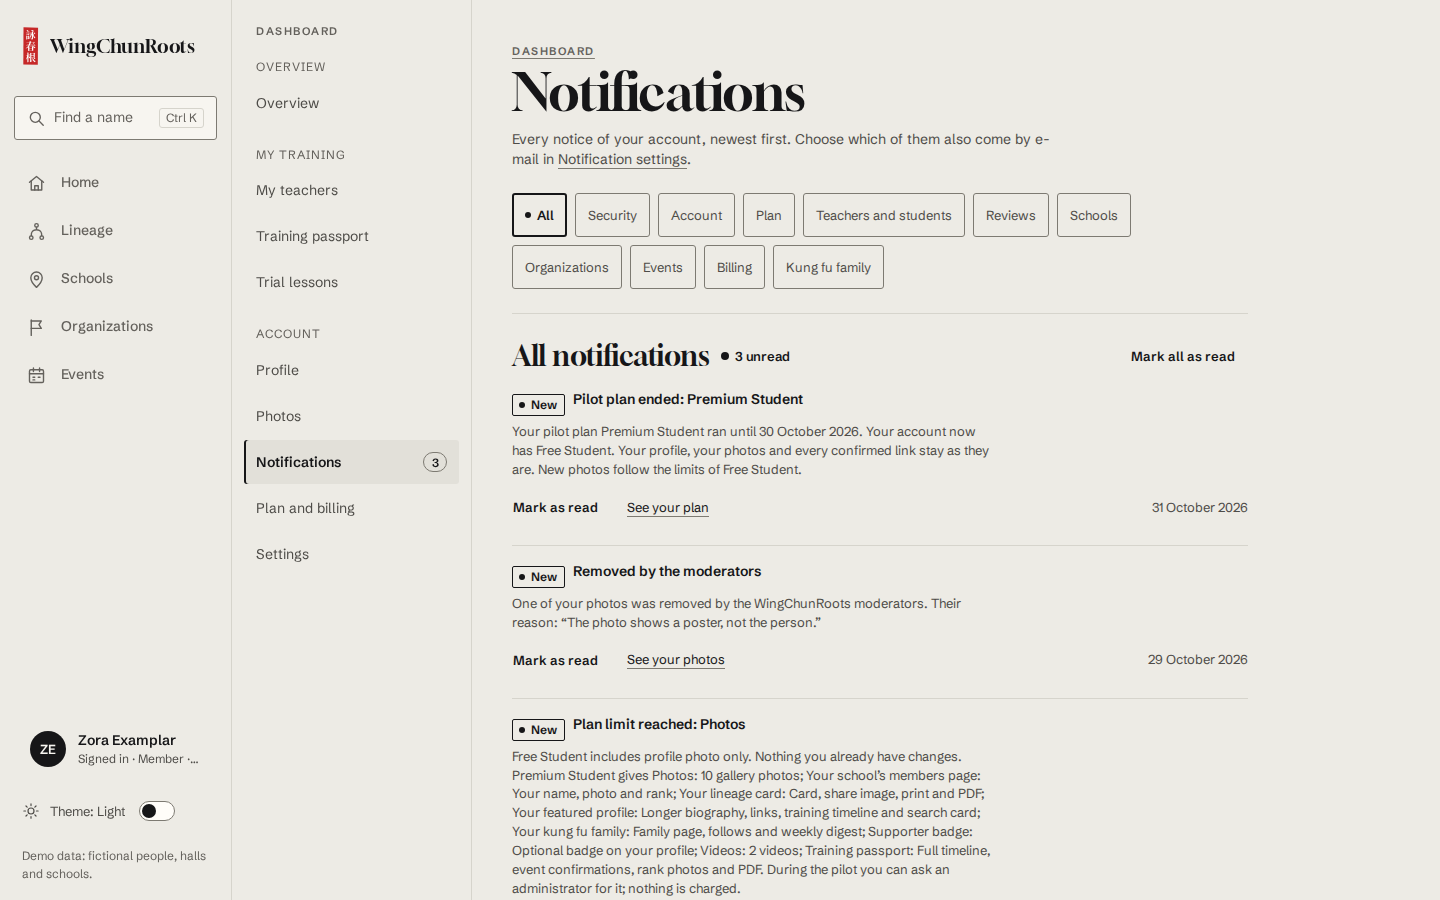 詠春根
WingChunRoots
Find a name
Ctrl K
Home
Lineage
Schools
Organizations
Events
ZE
Zora Examplar
Signed in · Member ·…
Theme: Light
Demo data: fictional people, halls
and schools.
DASHBOARD
OVERVIEW
Overview
MY TRAINING
My teachers
Training passport
Trial lessons
ACCOUNT
Profile
Photos
Notifications 3
Plan and billing
Settings
DASHBOARD
Notifications
Every notice of your account, newest first. Choose which of them also come by e-
mail in Notification settings.
All Security Account Plan Teachers and students Reviews Schools
Organizations Events Billing Kung fu family
All notifications 3 unread Mark all as read
New Pilot plan ended: Premium Student
Your pilot plan Premium Student ran until 30 October 2026. Your account now
has Free Student. Your profile, your photos and every confirmed link stay as they
are. New photos follow the limits of Free Student.
Mark as read See your plan 31 October 2026
New Removed by the moderators
One of your photos was removed by the WingChunRoots moderators. Their
reason: “The photo shows a poster, not the person.”
Mark as read See your photos 29 October 2026
New Plan limit reached: Photos
Free Student includes profile photo only. Nothing you already have changes.
Premium Student gives Photos: 10 gallery photos; Your school’s members page:
Your name, photo and rank; Your lineage card: Card, share image, print and PDF;
Your featured profile: Longer biography, links, training timeline and search card;
Your kung fu family: Family page, follows and weekly digest; Supporter badge:
Optional badge on your profile; Videos: 2 videos; Training passport: Full timeline,
event confirmations, rank photos and PDF. During the pilot you can ask an
administrator for it; nothing is charged.